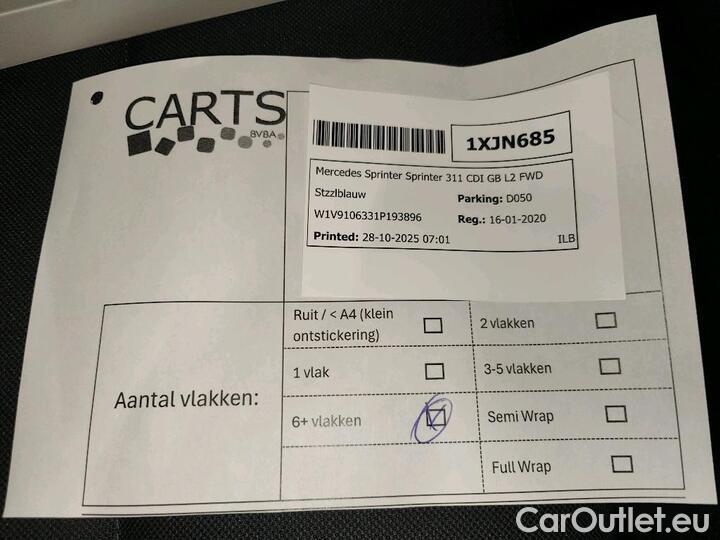 CARTS
BVBA
1XJN685
Mercedes Sprinter Sprinter 311 CDI GB L2 FWD
Stzzlblauw
Parking: D050
W1V9106331P193896
Reg.: 16-01-2020
Printed: 28-10-2025 07:01
ILB
Ruit / < A4 (klein
ontstickering)
2 vlakken
1 vlak
3-5 vlakken
Aantal vlakken:
6+ vlakken
Semi Wrap
Full Wrap
CarOutlet.eu